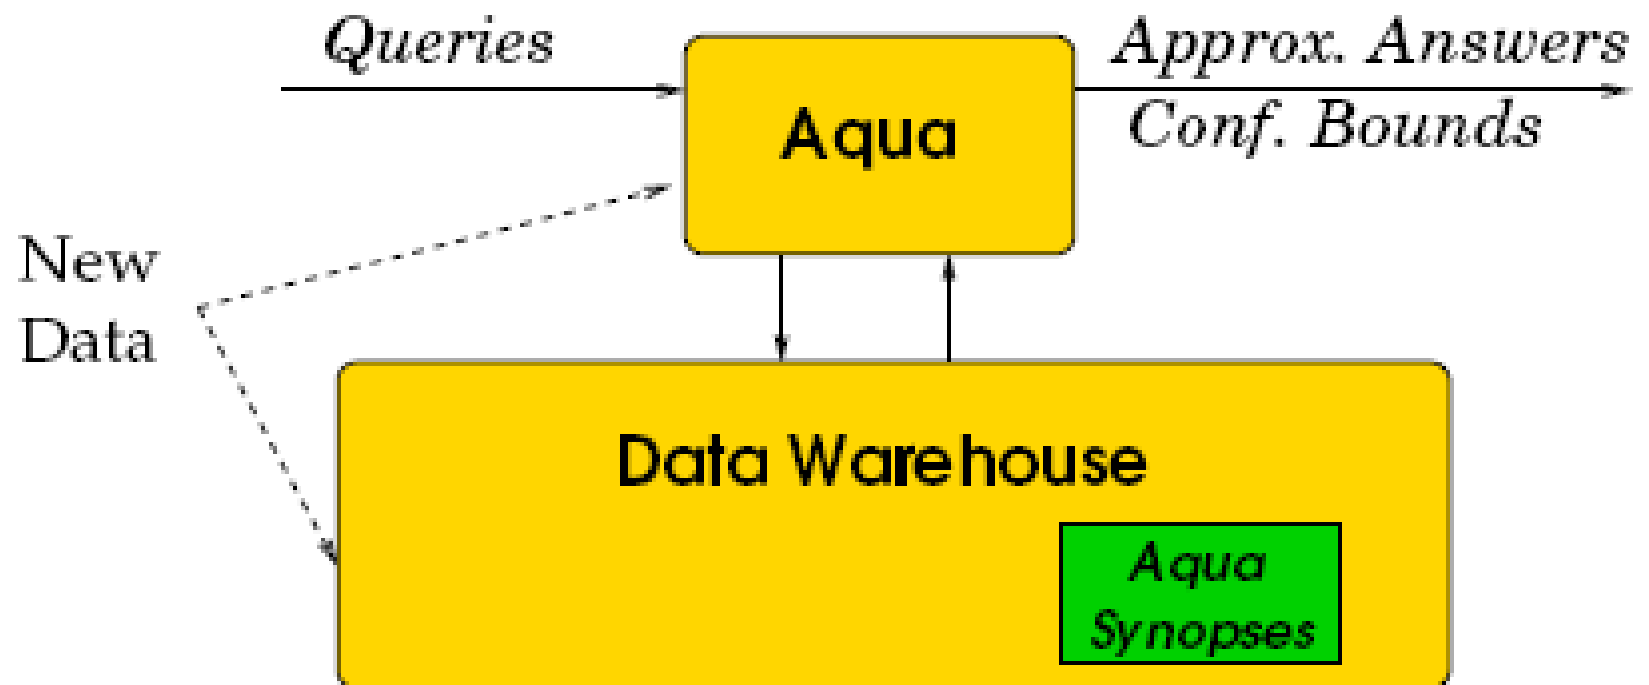 Queries
Approx. Answers
Aqua
Conf. Bounds
New
Data
Data Warehouse
Aqua
Synopses